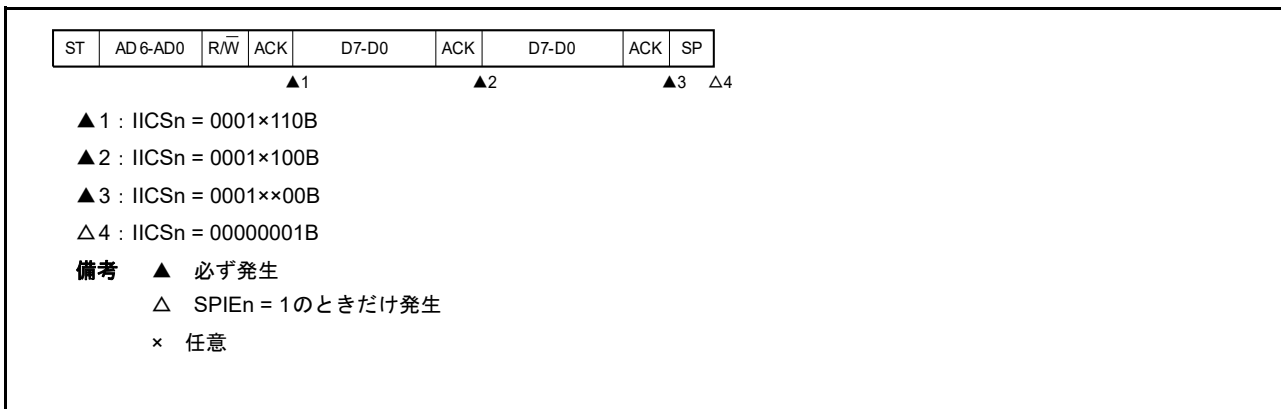 ST AD6-AD0 R/W̅ ACK D7-D0 ACK D7-D0 ACK SP
▲1 ▲2 ▲3 △4
▲1：IICSn = 0001×110B
▲2：IICSn = 0001×100B
▲3：IICSn = 0001××00B
△4：IICSn = 00000001B
備考 ▲ 必ず発生
△ SPIEn = 1のときだけ発生
× 任意